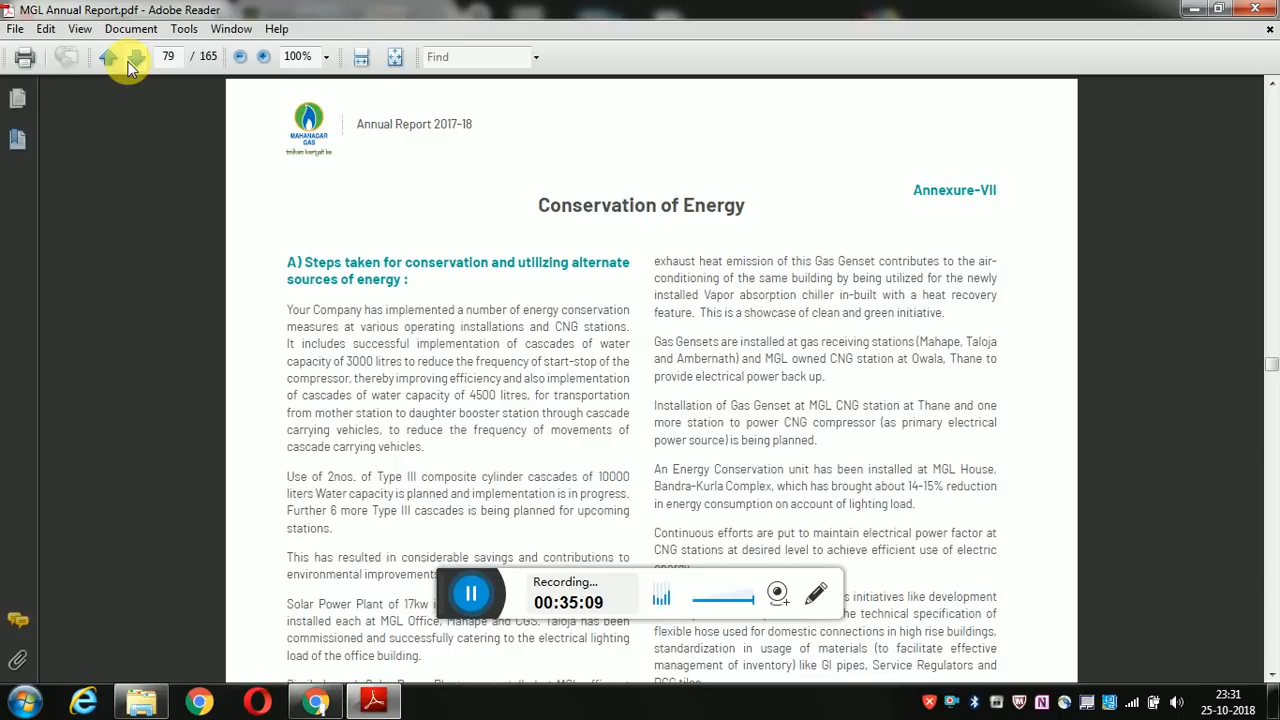 MGL Annual Report.pdf - Adobe Reader
File Edit View Document Tools Window Help
79 / 165 100% Find
MAHANAGAR
GAS
Annual Report 2017-18
Annexure-VII
Conservation of Energy
A) Steps taken for conservation and utilizing alternate
sources of energy :
Your Company has implemented a number of energy conservation
measures at various operating installations and CNG stations.
It includes successful implementation of cascades of water
capacity of 3000 litres to reduce the frequency of start-stop of the
compressor, thereby improving efficiency and also implementation
of cascades of water capacity of 4500 litres, for transportation
from mother station to daughter booster station through cascade
carrying vehicles, to reduce the frequency of movements of
cascade carrying vehicles.
Use of 2nos. of Type III composite cylinder cascades of 10000
liters Water capacity is planned and implementation is in progress.
Further 6 more Type III cascades is being planned for upcoming
stations.
This has resulted in considerable savings and contributions to
environmental improvements
Solar Power Plant of 17kw
installed each at MGL Office, Mahape and CGS. Taloja has been
commissioned and successfully catering to the electrical lighting
load of the office building.
exhaust heat emission of this Gas Genset contributes to the air-
conditioning of the same building by being utilized for the newly
installed Vapor absorption chiller in-built with a heat recovery
feature. This is a showcase of clean and green initiative.
Gas Gensets are installed at gas receiving stations (Mahape, Taloja
and Ambernath) and MGL owned CNG station at Owala, Thane to
provide electrical power back up.
Installation of Gas Genset at MGL CNG station at Thane and one
more station to power CNG compressor (as primary electrical
power source) is being planned.
An Energy Conservation unit has been installed at MGL House,
Bandra-Kurla Complex, which has brought about 14-15% reduction
in energy consumption on account of lighting load.
Continuous efforts are put to maintain electrical power factor at
CNG stations at desired level to achieve efficient use of electric
energy.
initiatives like development
the technical specification of
flexible hose used for domestic connections in high rise buildings,
standardization in usage of materials (to facilitate effective
management of inventory) like GI pipes, Service Regulators and
Recording...
00:35:09
23:31
25-10-2018